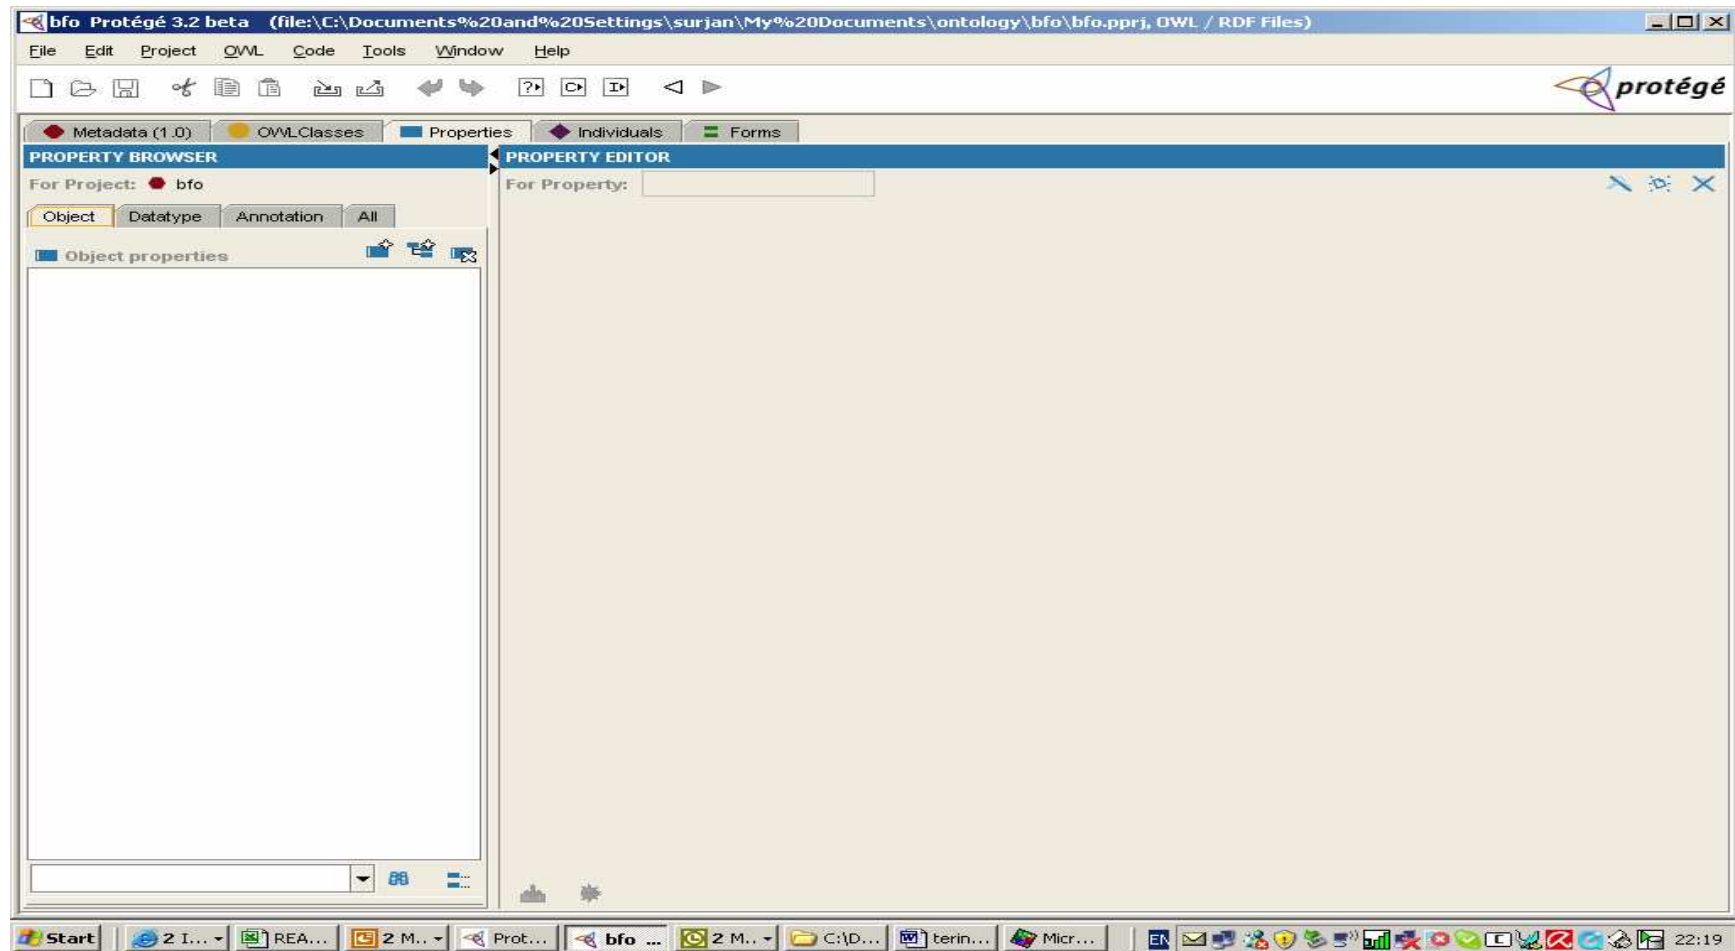 bfo Protégé 3.2 beta (file:\C:\Documents%20and%20Settings\surjan\My%20Documents\ontology\bfo\bfo.pprj, OWL / RDF Files)
File Edit Project OWL Code Tools Window Help
protégé
Metadata (1.0) OWLClasses Properties Individuals Forms
PROPERTY BROWSER PROPERTY EDITOR
For Project: bfo For Property:
Object Datatype Annotation All
Object properties
Start 2 I... REA... 2 M... Prot... bfo ... 2 M... C:\D... terin... Micr... EN 22:19